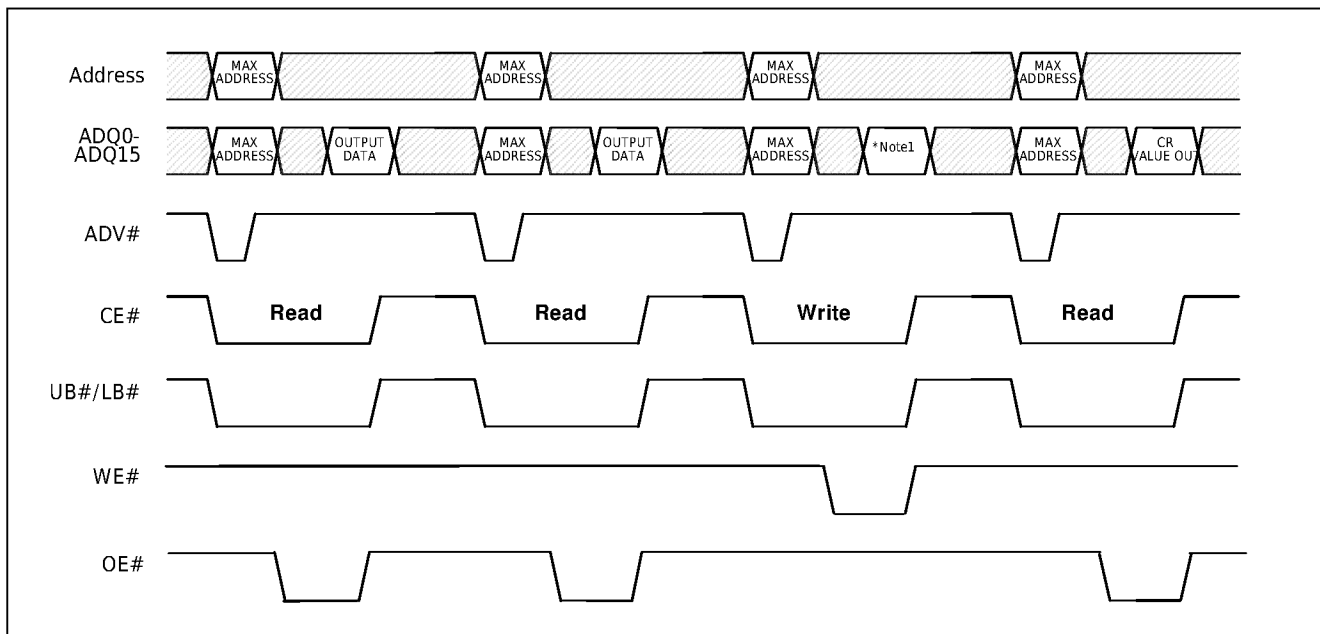 Address
MAX ADDRESS
MAX ADDRESS
MAX ADDRESS
MAX ADDRESS
ADQ0-
ADQ15
MAX ADDRESS
OUTPUT DATA
MAX ADDRESS
OUTPUT DATA
MAX ADDRESS
*Note1
MAX ADDRESS
CR VALUE OUT
ADV#
CE#
Read
Read
Write
Read
UB#/LB#
WE#
OE#